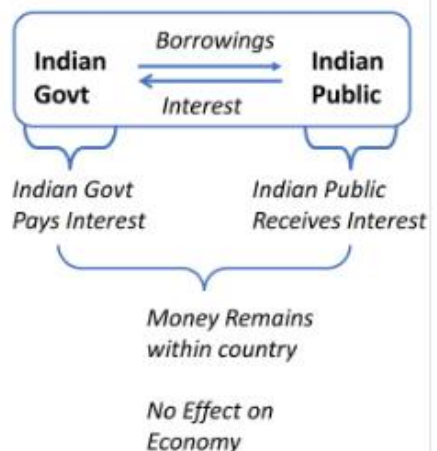 Borrowings
Indian
Govt
Indian
Public
Interest
Indian Govt
Pays Interest
Indian Public
Receives Interest
Money Remains
within country
No Effect on
Economy